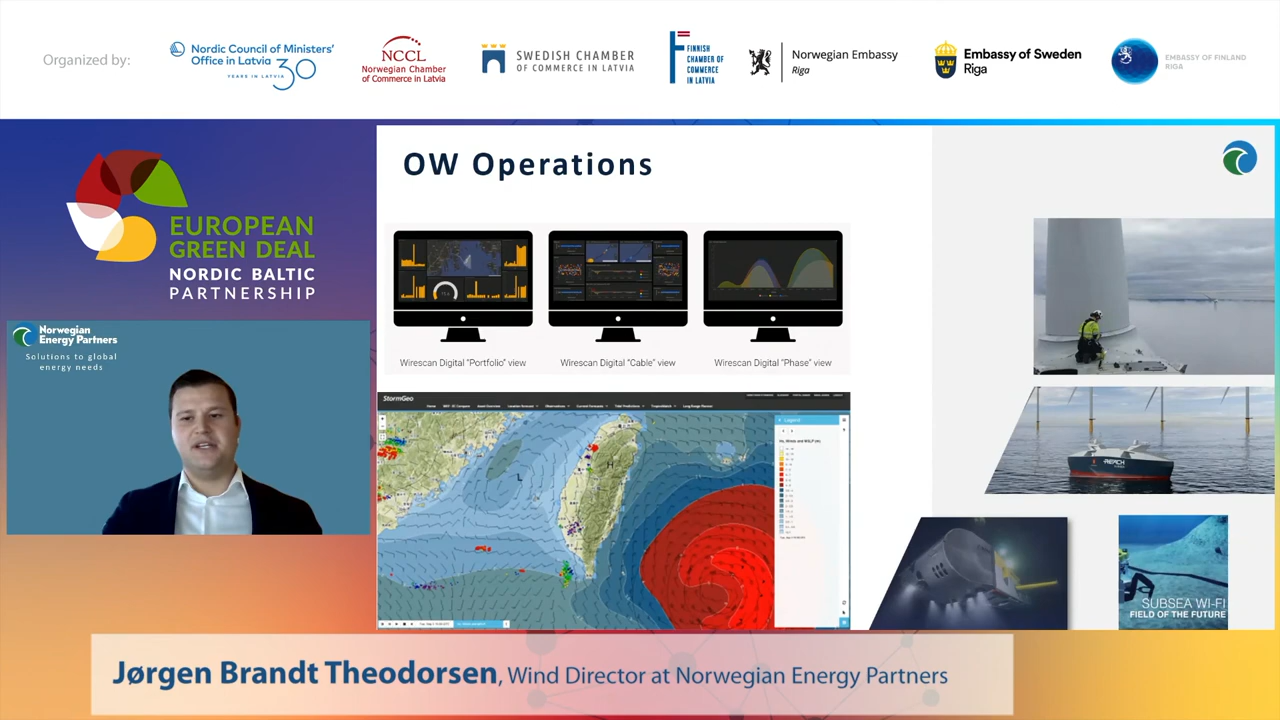 Organized by:
Nordic Council of Ministers'
Office in Latvia
YEARS IN LATVIA 30
NCCL
Norwegian Chamber
of Commerce in Latvia
SWEDISH CHAMBER
OF COMMERCE IN LATVIA
FINNISH
CHAMBER OF
COMMERCE
IN LATVIA
Norwegian Embassy
Riga
Embassy of Sweden
Riga
EMBASSY OF FINLAND
RIGA
EUROPEAN
GREEN DEAL
NORDIC BALTIC
PARTNERSHIP
Norwegian
Energy Partners
Solutions to global
energy needs
OW Operations
Wirescan Digital "Portfolio" view
Wirescan Digital "Cable" view
Wirescan Digital "Phase" view
StormGeo
Legend
L
H
REACH
SUBSEA WI-FI
FIELD OF THE FUTURE
Jørgen Brandt Theodorsen, Wind Director at Norwegian Energy Partners